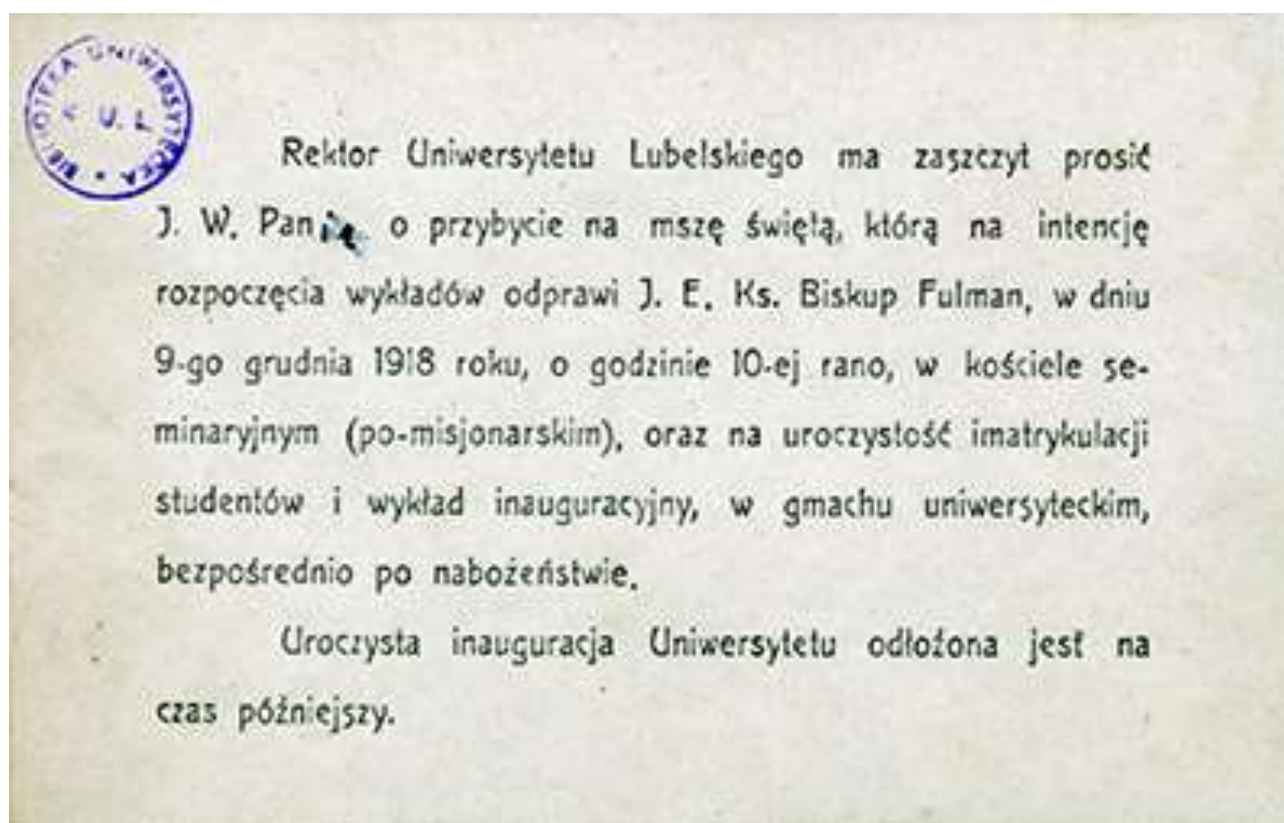 BIBLIOTEKA UNIWERSYTECKA
K. U. L.
Rektor Uniwersytetu Lubelskiego ma zaszczyt prosić
J. W. Pan o przybycie na mszę świętą, którą na intencję
rozpoczęcia wykładów odprawi J. E. Ks. Biskup Fulman, w dniu
9-go grudnia 1918 roku, o godzinie 10-ej rano, w kościele se-
minaryjnym (po-misjonarskim), oraz na uroczystość imatrykulacji
studentów i wykład inauguracyjny, w gmachu uniwersyteckim,
bezpośrednio po nabożeństwie.
Uroczysta inauguracja Uniwersytetu odłożona jest na
czas późniejszy.